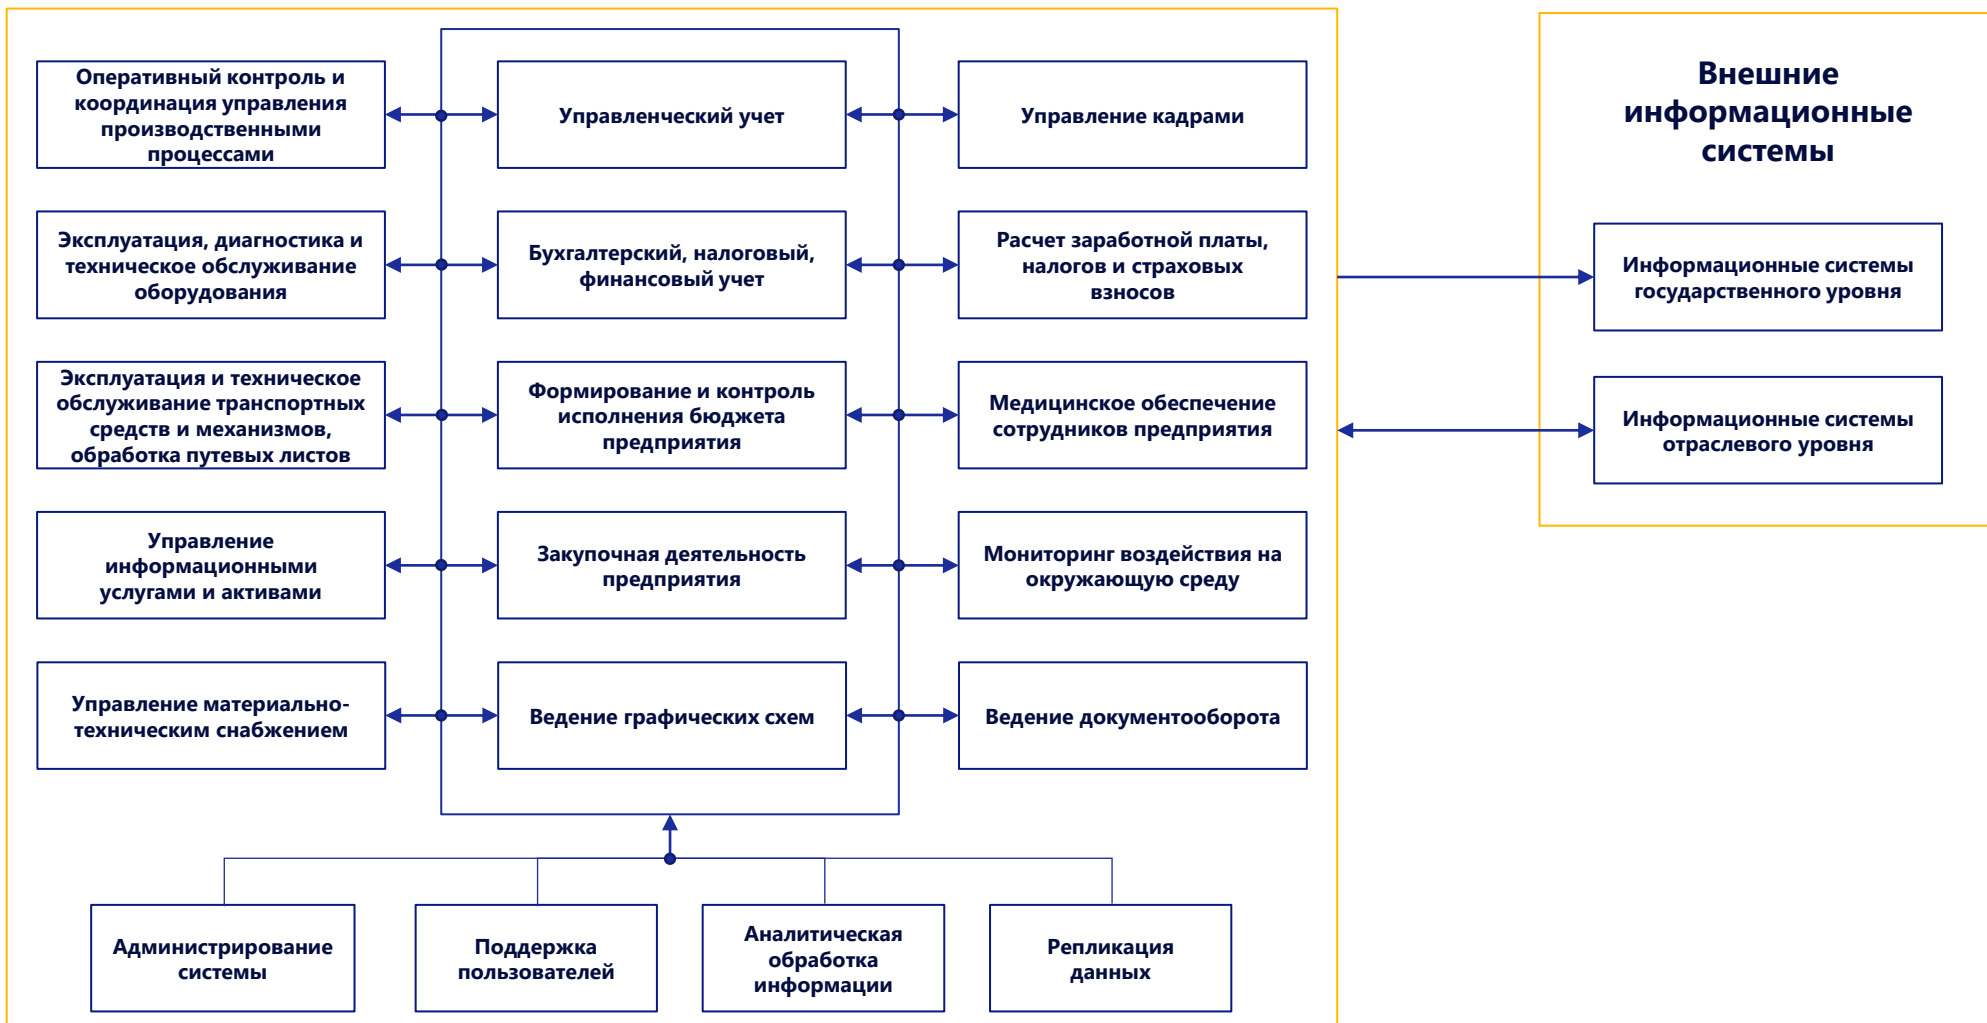 Оперативный контроль и
координация управления
производственными
процессами
Управленческий учет
Управление кадрами
Эксплуатация, диагностика и
техническое обслуживание
оборудования
Бухгалтерский, налоговый,
финансовый учет
Расчет заработной платы,
налогов и страховых
взносов
Эксплуатация и техническое
обслуживание транспортных
средств и механизмов,
обработка путевых листов
Формирование и контроль
исполнения бюджета
предприятия
Медицинское обеспечение
сотрудников предприятия
Управление
информационными
услугами и активами
Закупочная деятельность
предприятия
Мониторинг воздействия на
окружающую среду
Управление материально-
техническим снабжением
Ведение графических схем
Ведение документооборота
Администрирование
системы
Поддержка
пользователей
Аналитическая
обработка
информации
Репликация
данных
Внешние
информационные
системы
Информационные системы
государственного уровня
Информационные системы
отраслевого уровня